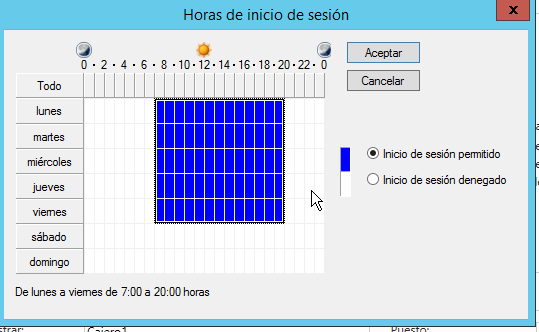 Horas de inicio de sesión
x
0 · 2 · 4 · 6 · 8 · 10 · 12 · 14 · 16 · 18 · 20 · 22 · 0
Aceptar
Cancelar
Todo
lunes
martes
miércoles
jueves
viernes
sábado
domingo
Inicio de sesión permitido
Inicio de sesión denegado
De lunes a viernes de 7:00 a 20:00 horas
strar:
Cajero1
Puesto: